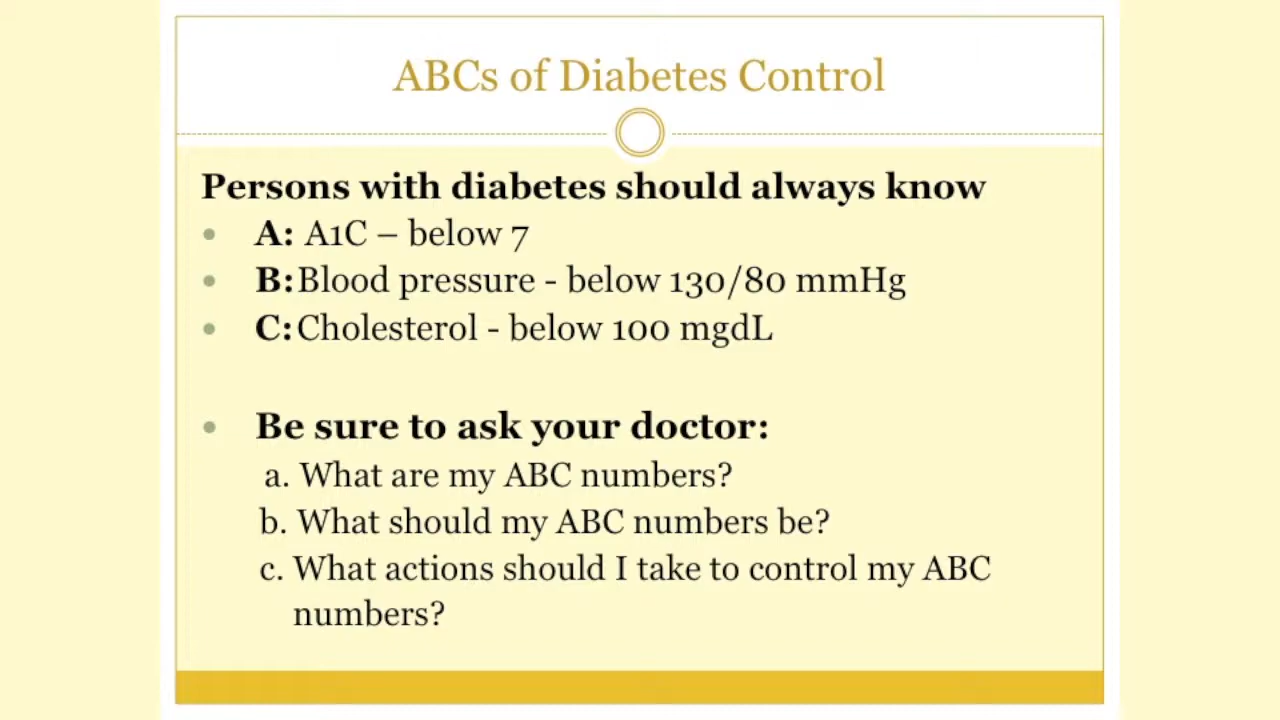 ABCs of Diabetes Control
Persons with diabetes should always know
• A: A1C – below 7
• B: Blood pressure - below 130/80 mmHg
• C: Cholesterol - below 100 mgdL
• Be sure to ask your doctor:
a. What are my ABC numbers?
b. What should my ABC numbers be?
c. What actions should I take to control my ABC
numbers?